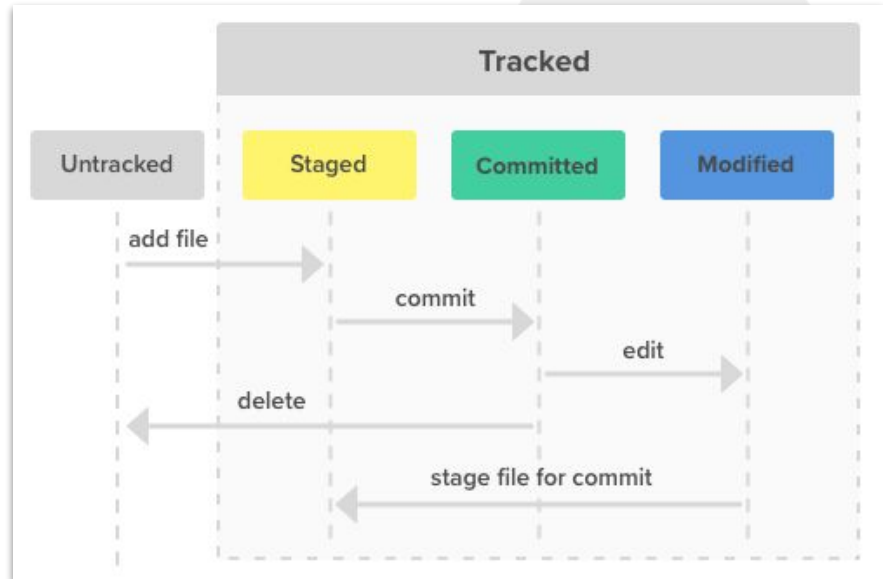 Tracked
Untracked
Staged
Committed
Modified
add file
commit
edit
delete
stage file for commit